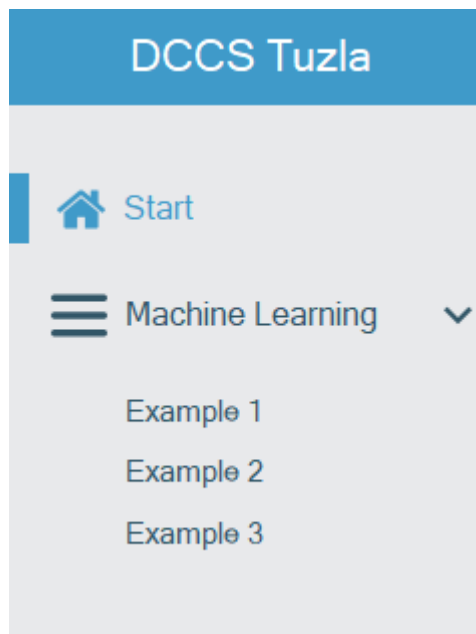 DCCS Tuzla
Start
Machine Learning
Example 1
Example 2
Example 3